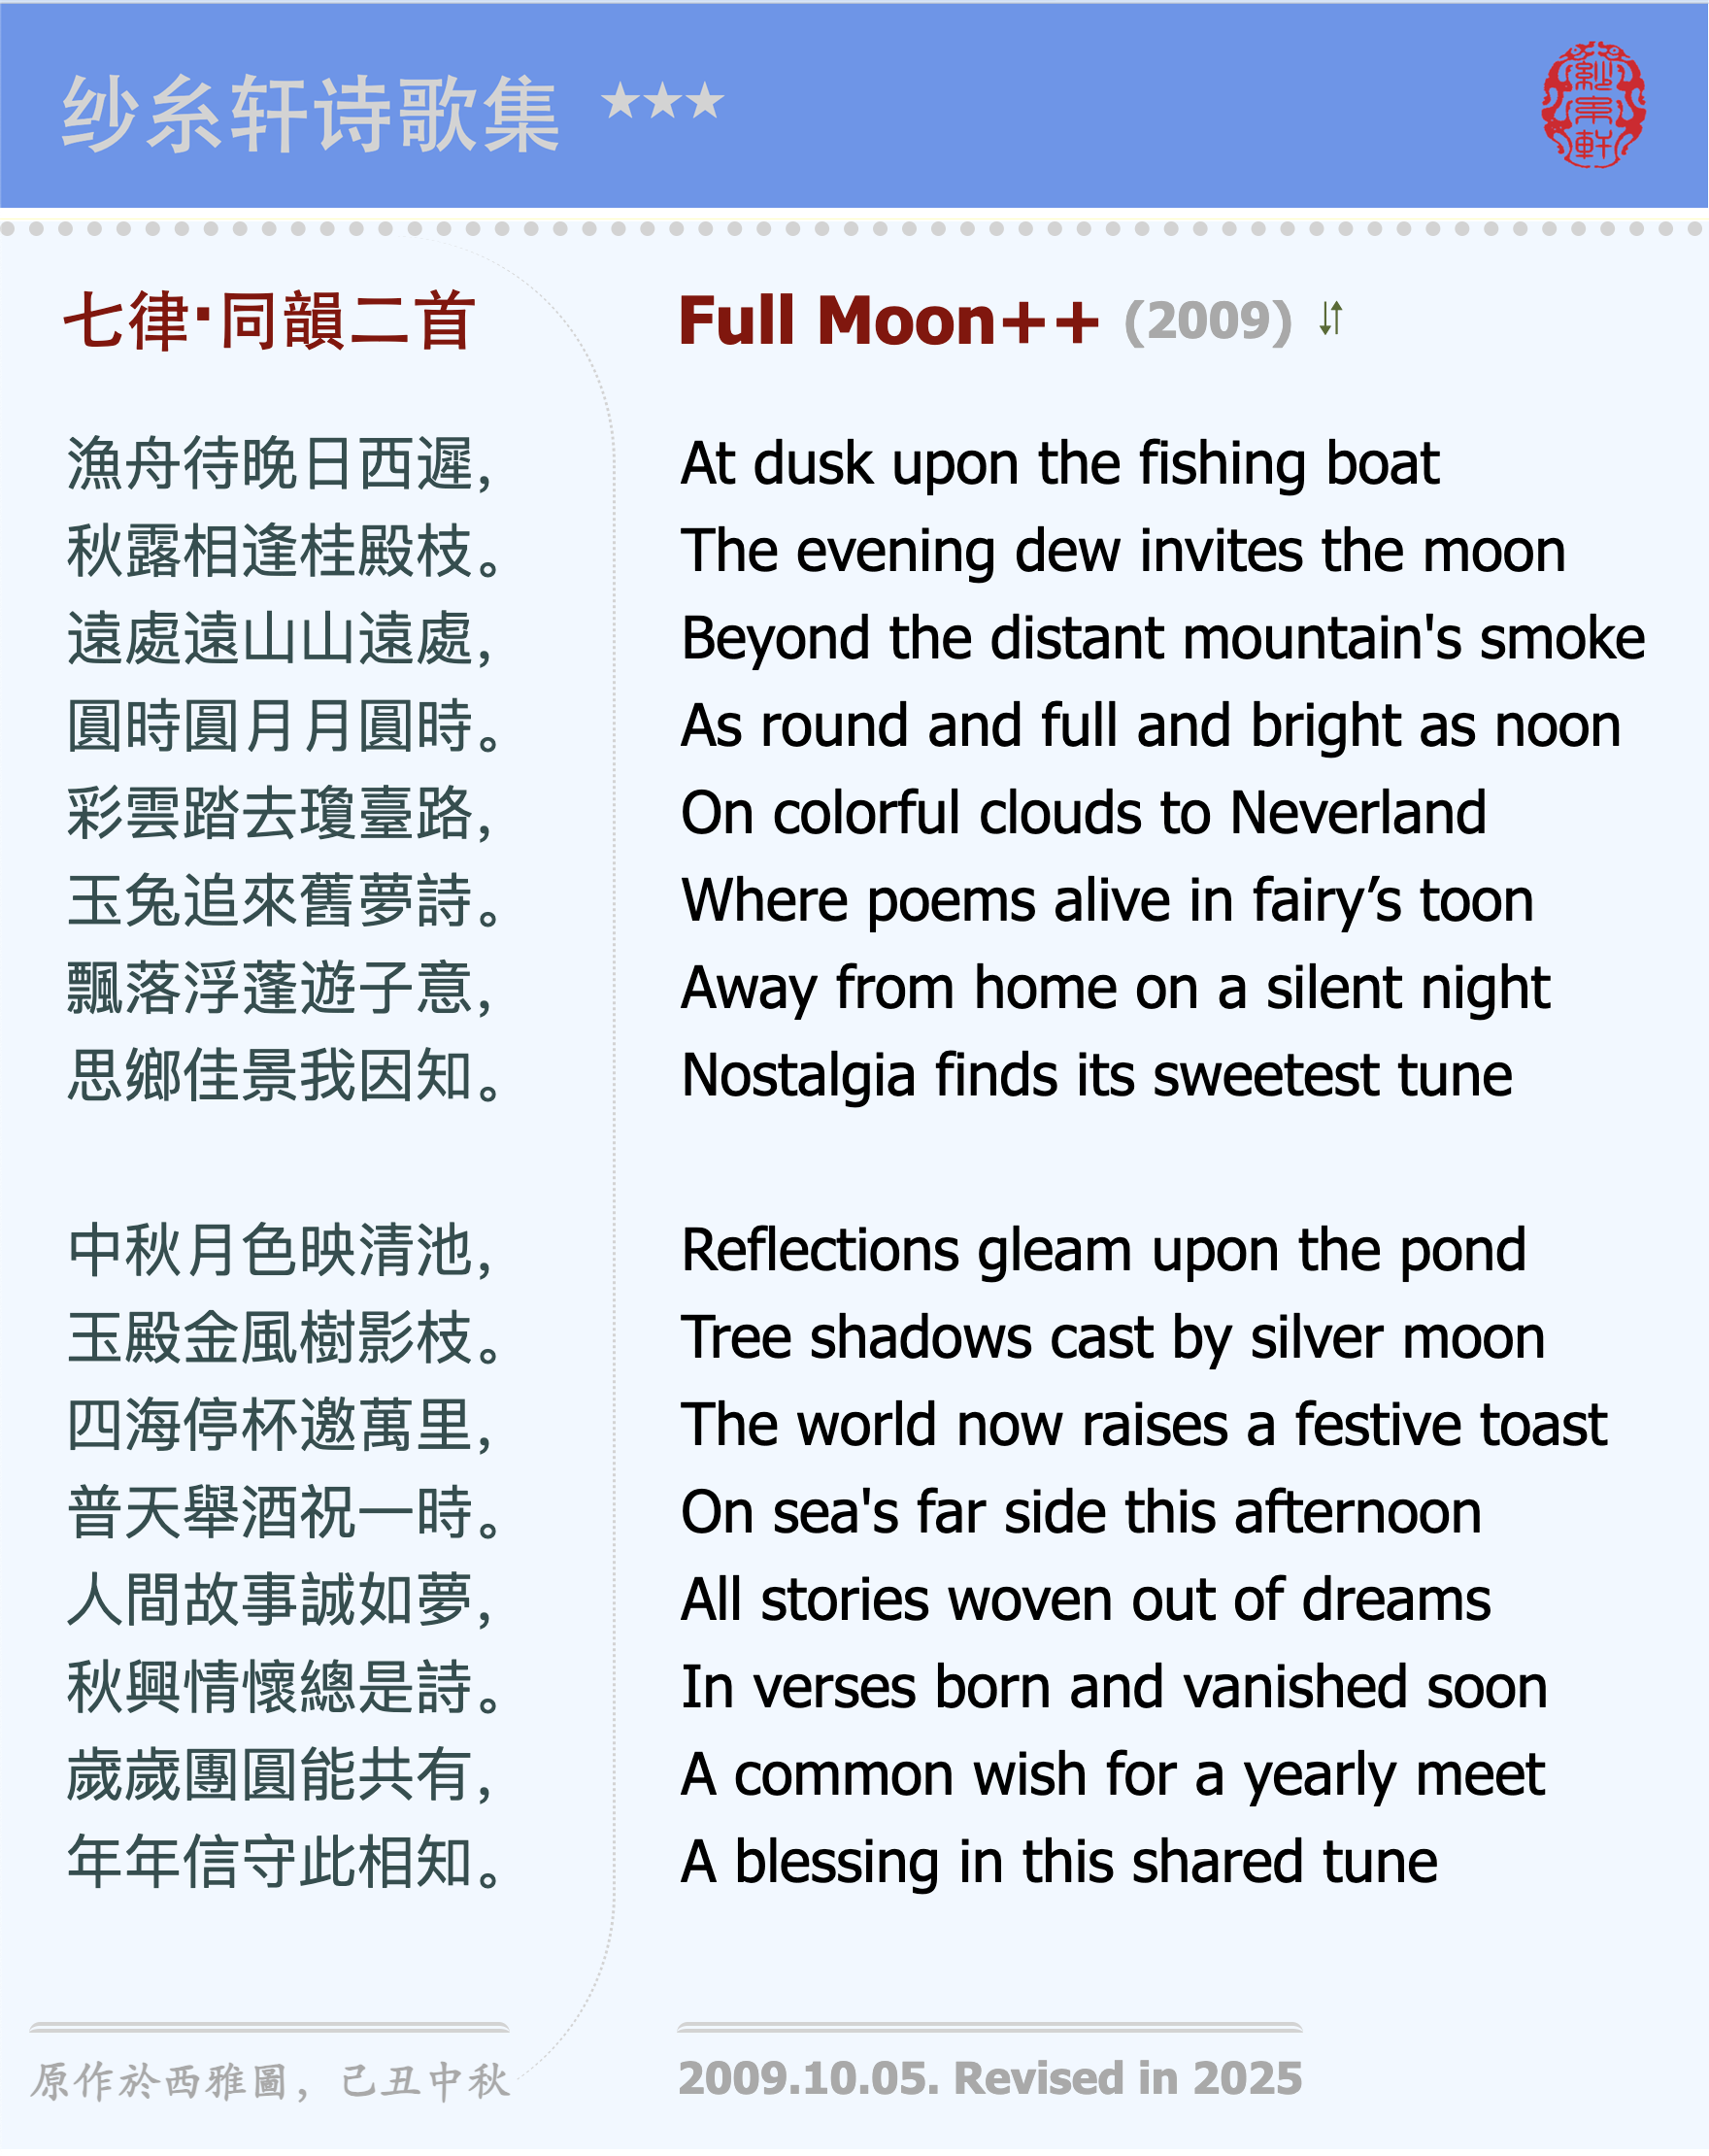 纱糸轩诗歌集 ★★★
紗糸軒
七律·同韻二首
漁舟待晚日西遲，
秋露相逢桂殿枝。
遠處遠山山遠處，
圓時圓月月圓時。
彩雲踏去瓊臺路，
玉兔追來舊夢詩。
飄落浮蓬遊子意，
思鄉佳景我因知。
中秋月色映清池，
玉殿金風樹影枝。
四海停杯邀萬里，
普天舉酒祝一時。
人間故事誠如夢，
秋興情懷總是詩。
歲歲團圓能共有，
年年信守此相知。
原作於西雅圖，己丑中秋
Full Moon++ (2009) ⇃↾
At dusk upon the fishing boat
The evening dew invites the moon
Beyond the distant mountain's smoke
As round and full and bright as noon
On colorful clouds to Neverland
Where poems alive in fairy’s toon
Away from home on a silent night
Nostalgia finds its sweetest tune
Reflections gleam upon the pond
Tree shadows cast by silver moon
The world now raises a festive toast
On sea's far side this afternoon
All stories woven out of dreams
In verses born and vanished soon
A common wish for a yearly meet
A blessing in this shared tune
2009.10.05. Revised in 2025